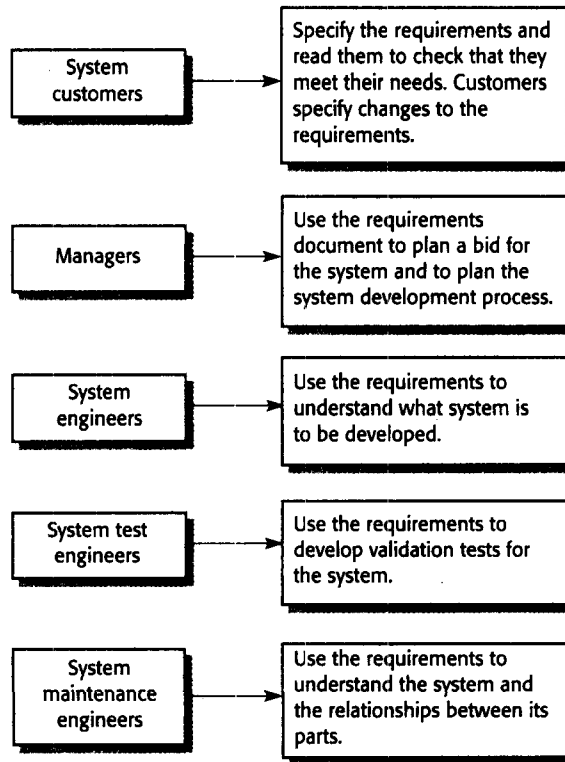 System
customers
Specify the requirements and
read them to check that they
meet their needs. Customers
specify changes to the
requirements.
Managers
Use the requirements
document to plan a bid for
the system and to plan the
system development process.
System
engineers
Use the requirements to
understand what system is
to be developed.
System test
engineers
Use the requirements to
develop validation tests for
the system.
System
maintenance
engineers
Use the requirements to
understand the system and
the relationships between its
parts.